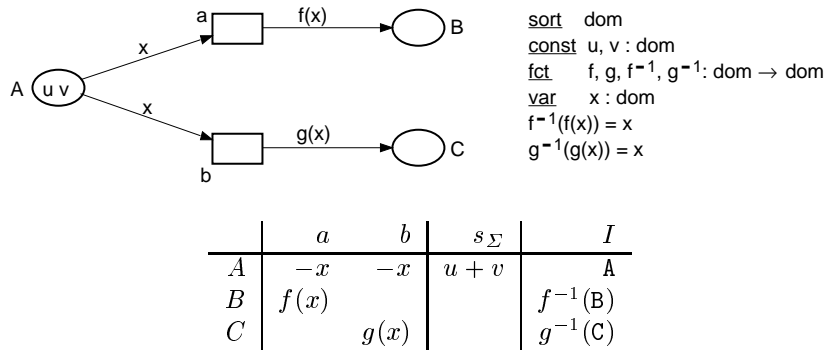 a
f(x)
B
x
A
u v
x
g(x)
C
b
sort dom
const u, v : dom
fct f, g, f⁻¹, g⁻¹: dom → dom
var x : dom
f⁻¹(f(x)) = x
g⁻¹(g(x)) = x
a b s_Σ I
A −x −x u + v A
B f(x) f⁻¹(B)
C g(x) g⁻¹(C)